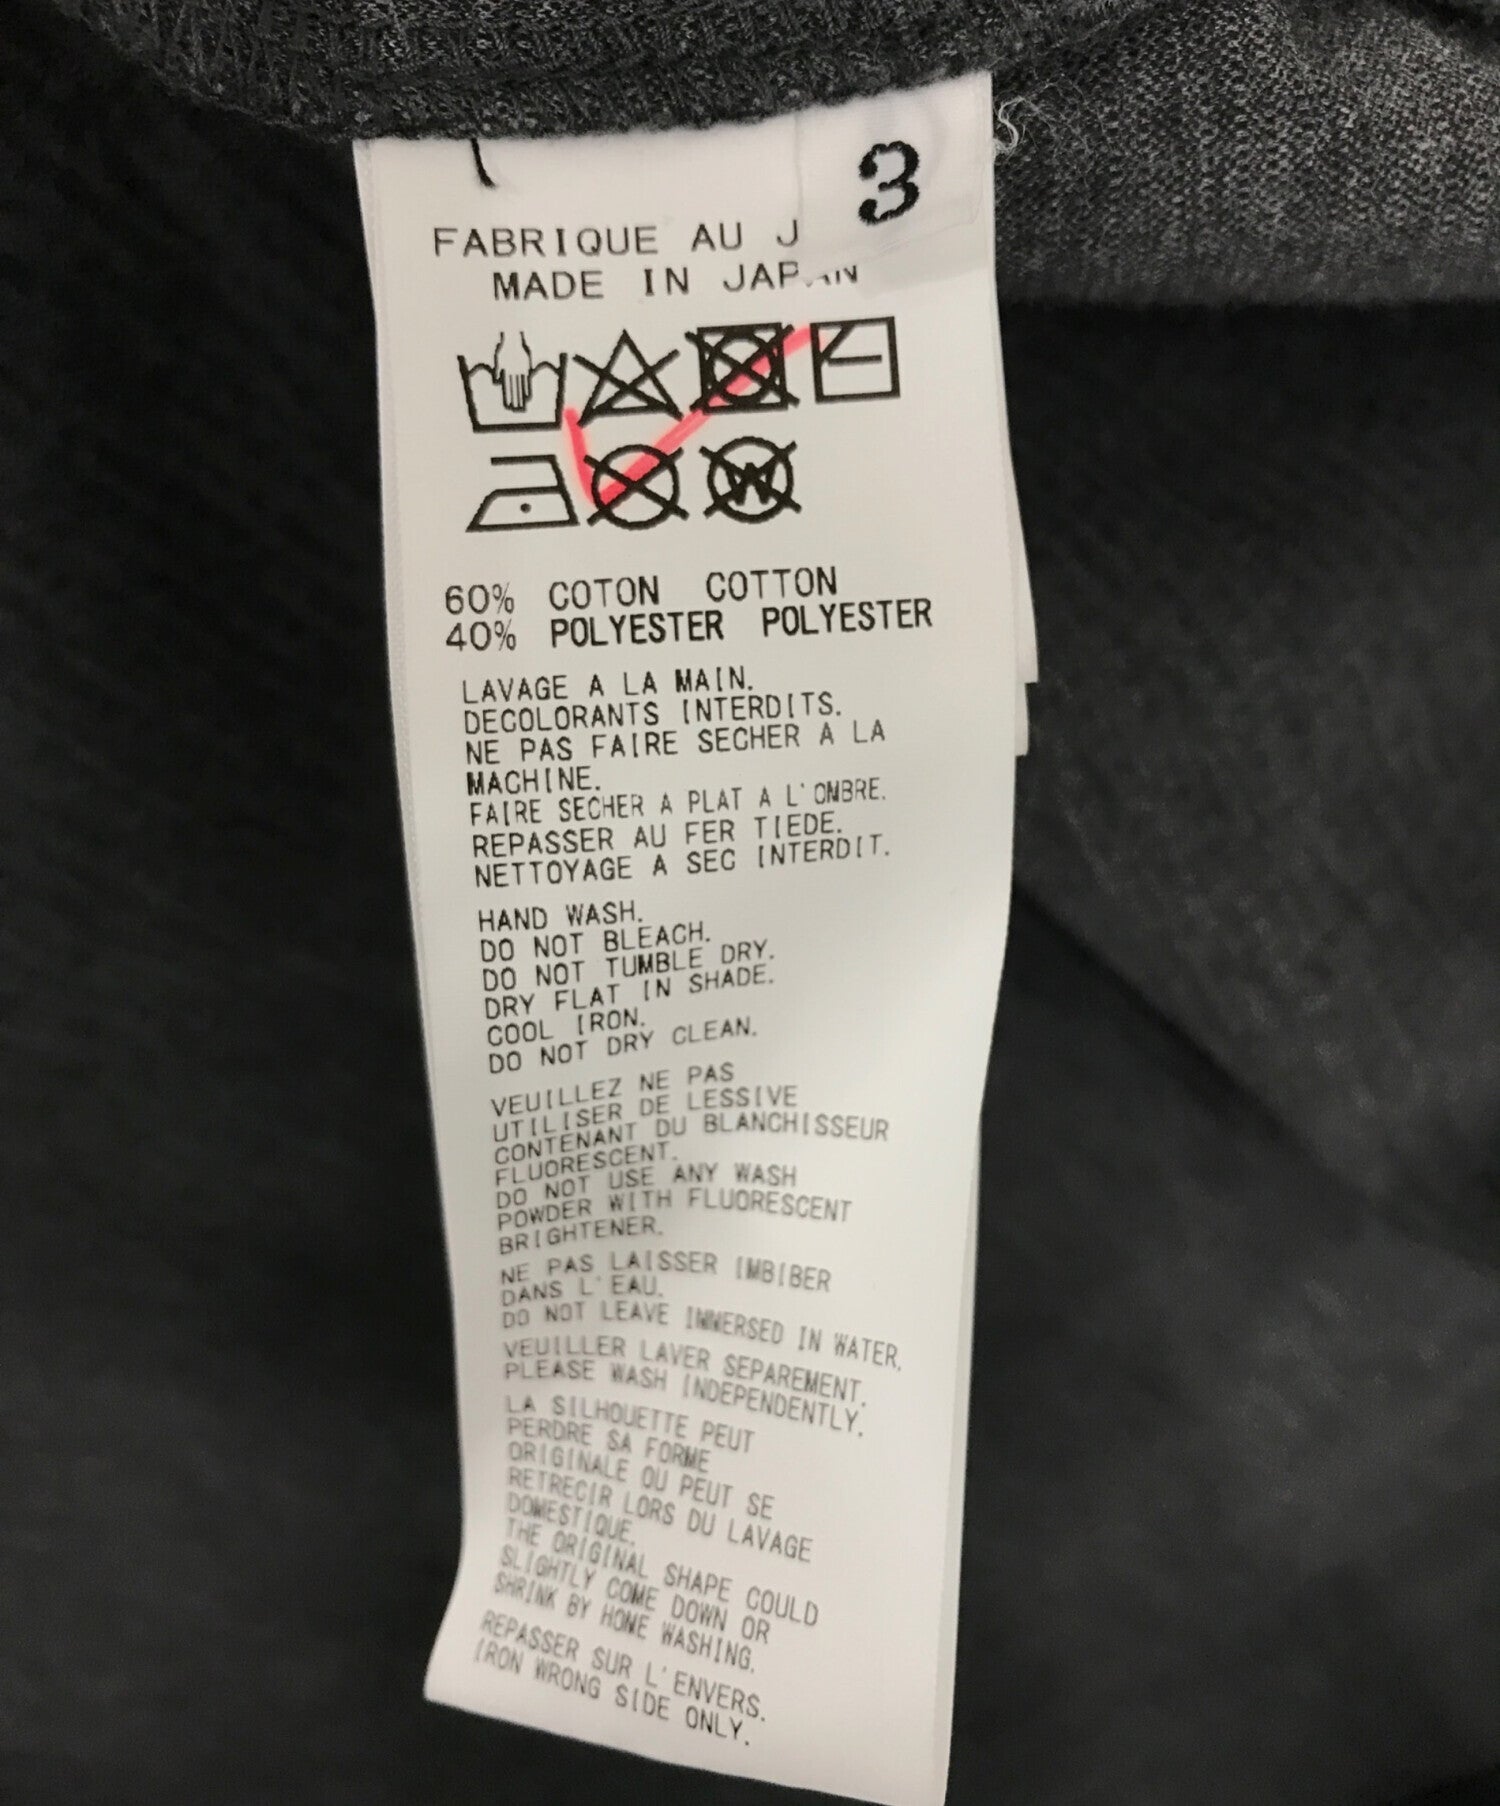 3
FABRIQUE AU J
MADE IN JAPAN
W
60% COTON COTTON
40% POLYESTER POLYESTER
LAVAGE A LA MAIN.
DECOLORANTS INTERDITS.
NE PAS FAIRE SECHER A LA
MACHINE.
FAIRE SECHER A PLAT A L'OMBRE.
REPASSER AU FER TIEDE.
NETTOYAGE A SEC INTERDIT.
HAND WASH.
DO NOT BLEACH.
DO NOT TUMBLE DRY.
DRY FLAT IN SHADE.
COOL IRON.
DO NOT DRY CLEAN.
VEUILLEZ NE PAS
UTILISER DE LESSIVE
CONTENANT DU BLANCHISSEUR
FLUORESCENT.
DO NOT USE ANY WASH
POWDER WITH FLUORESCENT
BRIGHTENER.
NE PAS LAISSER IMBIBER
DANS L'EAU.
DO NOT LEAVE IMMERSED IN WATER.
VEUILLER LAVER SEPAREMENT.
PLEASE WASH INDEPENDENTLY.
LA SILHOUETTE PEUT
PERDRE SA FORME
ORIGINALE OU PEUT SE
RETRECIR LORS DU LAVAGE
DOMESTIQUE.
THE ORIGINAL SHAPE COULD
SLIGHTLY COME DOWN OR
SHRINK BY HOME WASHING.
REPASSER SUR L'ENVERS.
IRON WRONG SIDE ONLY.